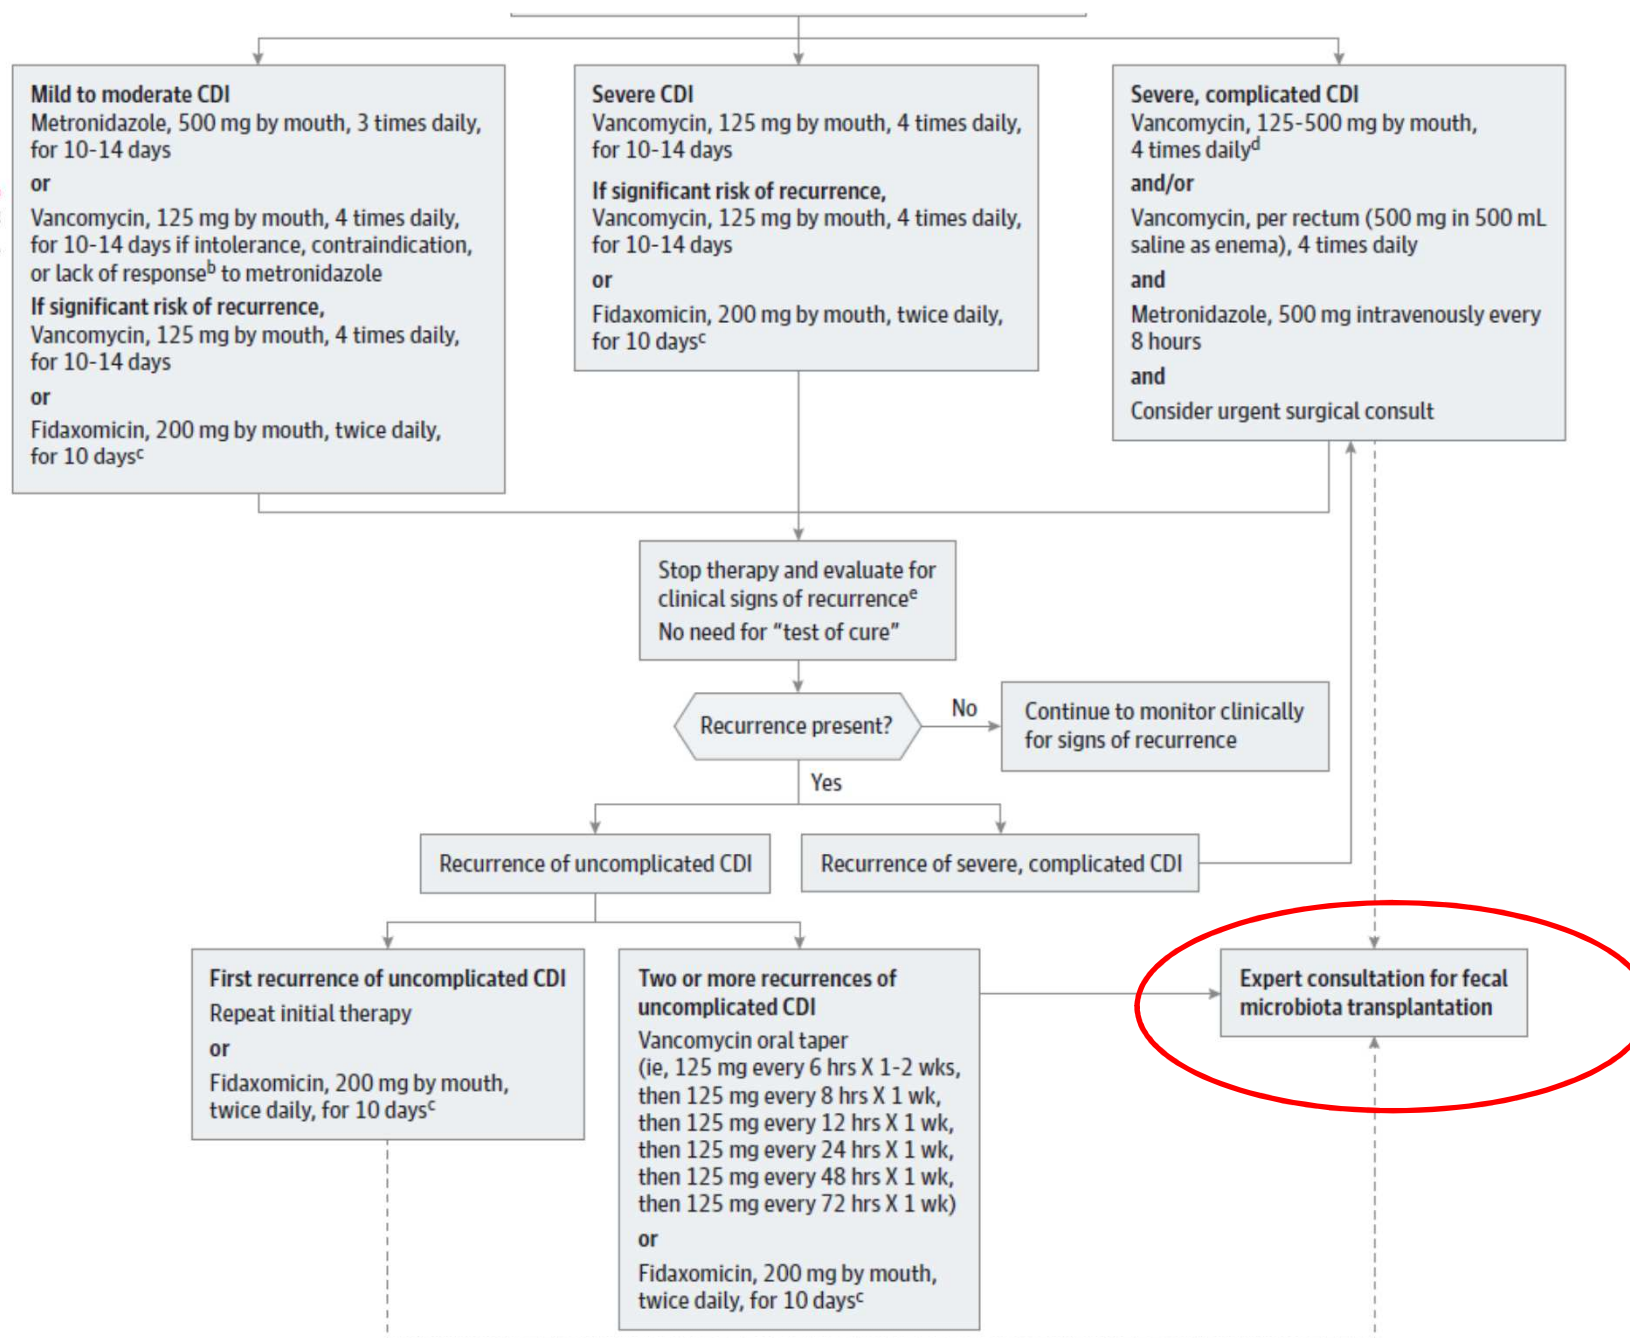 Mild to moderate CDI
Metronidazole, 500 mg by mouth, 3 times daily,
for 10-14 days
or
Vancomycin, 125 mg by mouth, 4 times daily,
for 10-14 days if intolerance, contraindication,
or lack of responseᵇ to metronidazole
If significant risk of recurrence,
Vancomycin, 125 mg by mouth, 4 times daily,
for 10-14 days
or
Fidaxomicin, 200 mg by mouth, twice daily,
for 10 daysᶜ
Severe CDI
Vancomycin, 125 mg by mouth, 4 times daily,
for 10-14 days
If significant risk of recurrence,
Vancomycin, 125 mg by mouth, 4 times daily,
for 10-14 days
or
Fidaxomicin, 200 mg by mouth, twice daily,
for 10 daysᶜ
Severe, complicated CDI
Vancomycin, 125-500 mg by mouth,
4 times dailyᵈ
and/or
Vancomycin, per rectum (500 mg in 500 mL
saline as enema), 4 times daily
and
Metronidazole, 500 mg intravenously every
8 hours
and
Consider urgent surgical consult
Stop therapy and evaluate for
clinical signs of recurrenceᵉ
No need for “test of cure”
Recurrence present?
No
Continue to monitor clinically
for signs of recurrence
Yes
Recurrence of uncomplicated CDI
Recurrence of severe, complicated CDI
First recurrence of uncomplicated CDI
Repeat initial therapy
or
Fidaxomicin, 200 mg by mouth,
twice daily, for 10 daysᶜ
Two or more recurrences of
uncomplicated CDI
Vancomycin oral taper
(ie, 125 mg every 6 hrs X 1-2 wks,
then 125 mg every 8 hrs X 1 wk,
then 125 mg every 12 hrs X 1 wk,
then 125 mg every 24 hrs X 1 wk,
then 125 mg every 48 hrs X 1 wk,
then 125 mg every 72 hrs X 1 wk)
or
Fidaxomicin, 200 mg by mouth,
twice daily, for 10 daysᶜ
Expert consultation for fecal
microbiota transplantation